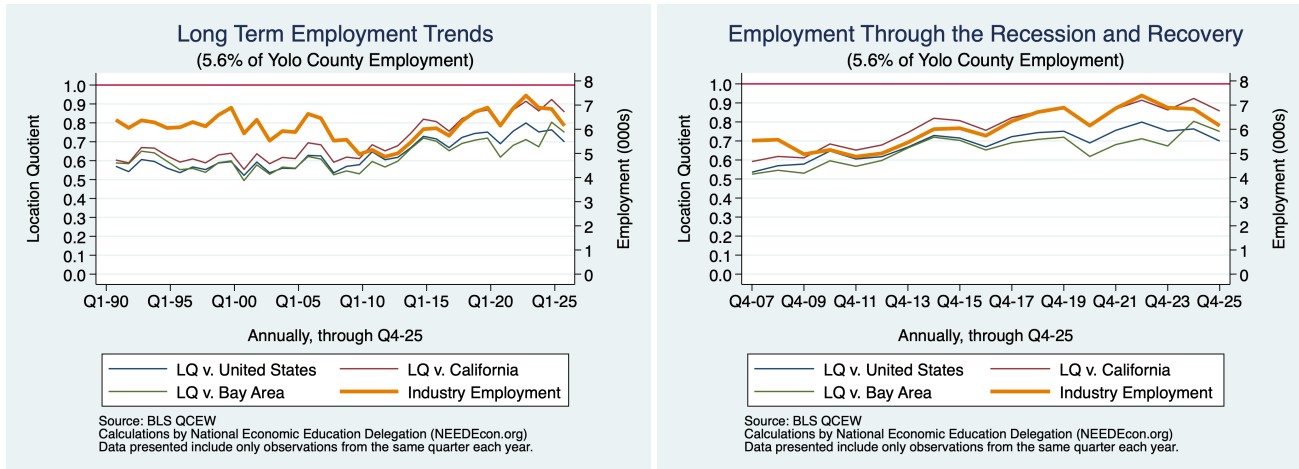 Long Term Employment Trends
(5.6% of Yolo County Employment)
Location Quotient
1.0
0.9
0.8
0.7
0.6
0.5
0.4
0.3
0.2
0.1
0.0
8
7
6
5
4
3
2
1
0
Employment (000s)
Q1-90 Q1-95 Q1-00 Q1-05 Q1-10 Q1-15 Q1-20 Q1-25
Annually, through Q4-25
LQ v. United States LQ v. California
LQ v. Bay Area Industry Employment
Source: BLS QCEW
Calculations by National Economic Education Delegation (NEEDEcon.org)
Data presented include only observations from the same quarter each year.
Employment Through the Recession and Recovery
(5.6% of Yolo County Employment)
Location Quotient
1.0
0.9
0.8
0.7
0.6
0.5
0.4
0.3
0.2
0.1
0.0
8
7
6
5
4
3
2
1
0
Employment (000s)
Q4-07 Q4-09 Q4-11 Q4-13 Q4-15 Q4-17 Q4-19 Q4-21 Q4-23 Q4-25
Annually, through Q4-25
LQ v. United States LQ v. California
LQ v. Bay Area Industry Employment
Source: BLS QCEW
Calculations by National Economic Education Delegation (NEEDEcon.org)
Data presented include only observations from the same quarter each year.